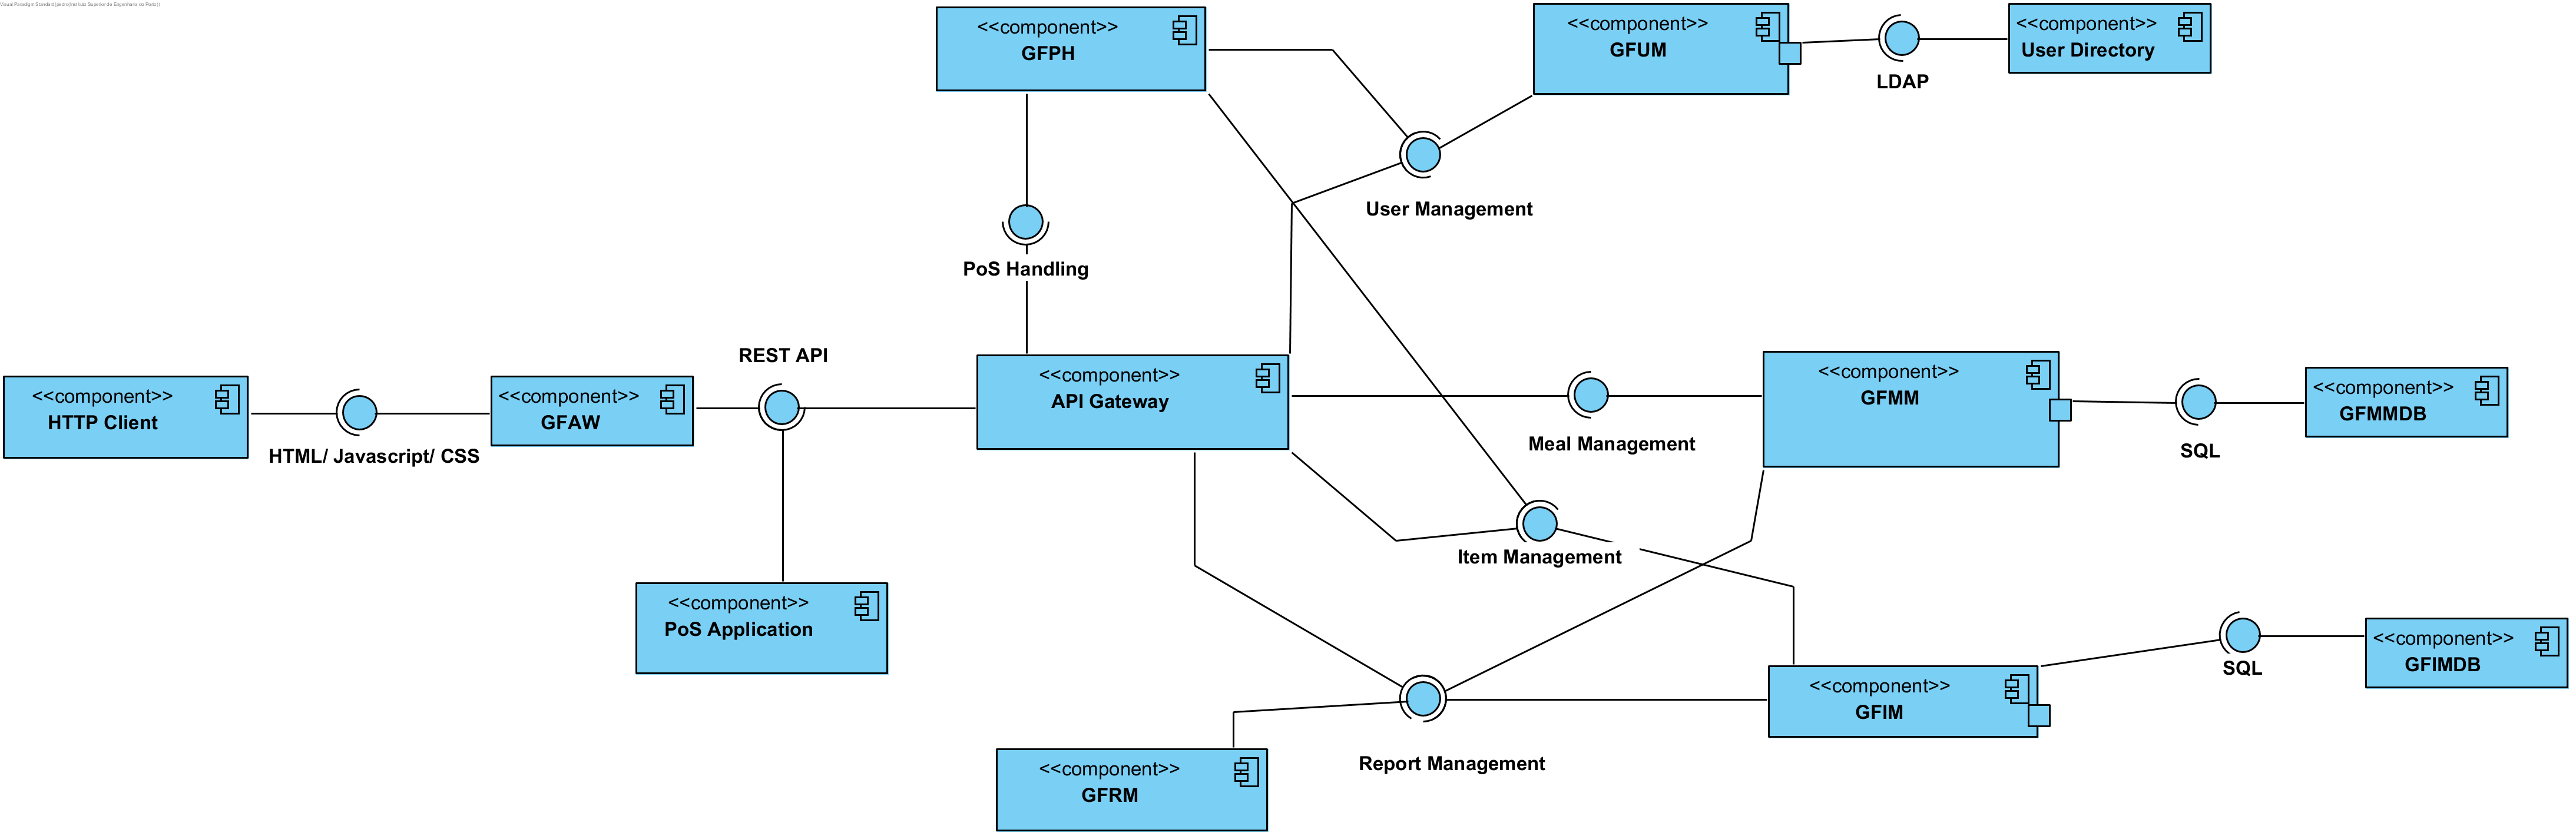 Visual Paradigm Standard(pedro(Instituto Superior de Engenharia do Porto))
<<component>>
GFPH
<<component>>
GFUM
LDAP
<<component>>
User Directory
User Management
PoS Handling
REST API
<<component>>
HTTP Client
HTML/ Javascript/ CSS
<<component>>
GFAW
<<component>>
API Gateway
Meal Management
<<component>>
GFMM
SQL
<<component>>
GFMMDB
Item Management
<<component>>
PoS Application
<<component>>
GFIM
SQL
<<component>>
GFIMDB
Report Management
<<component>>
GFRM